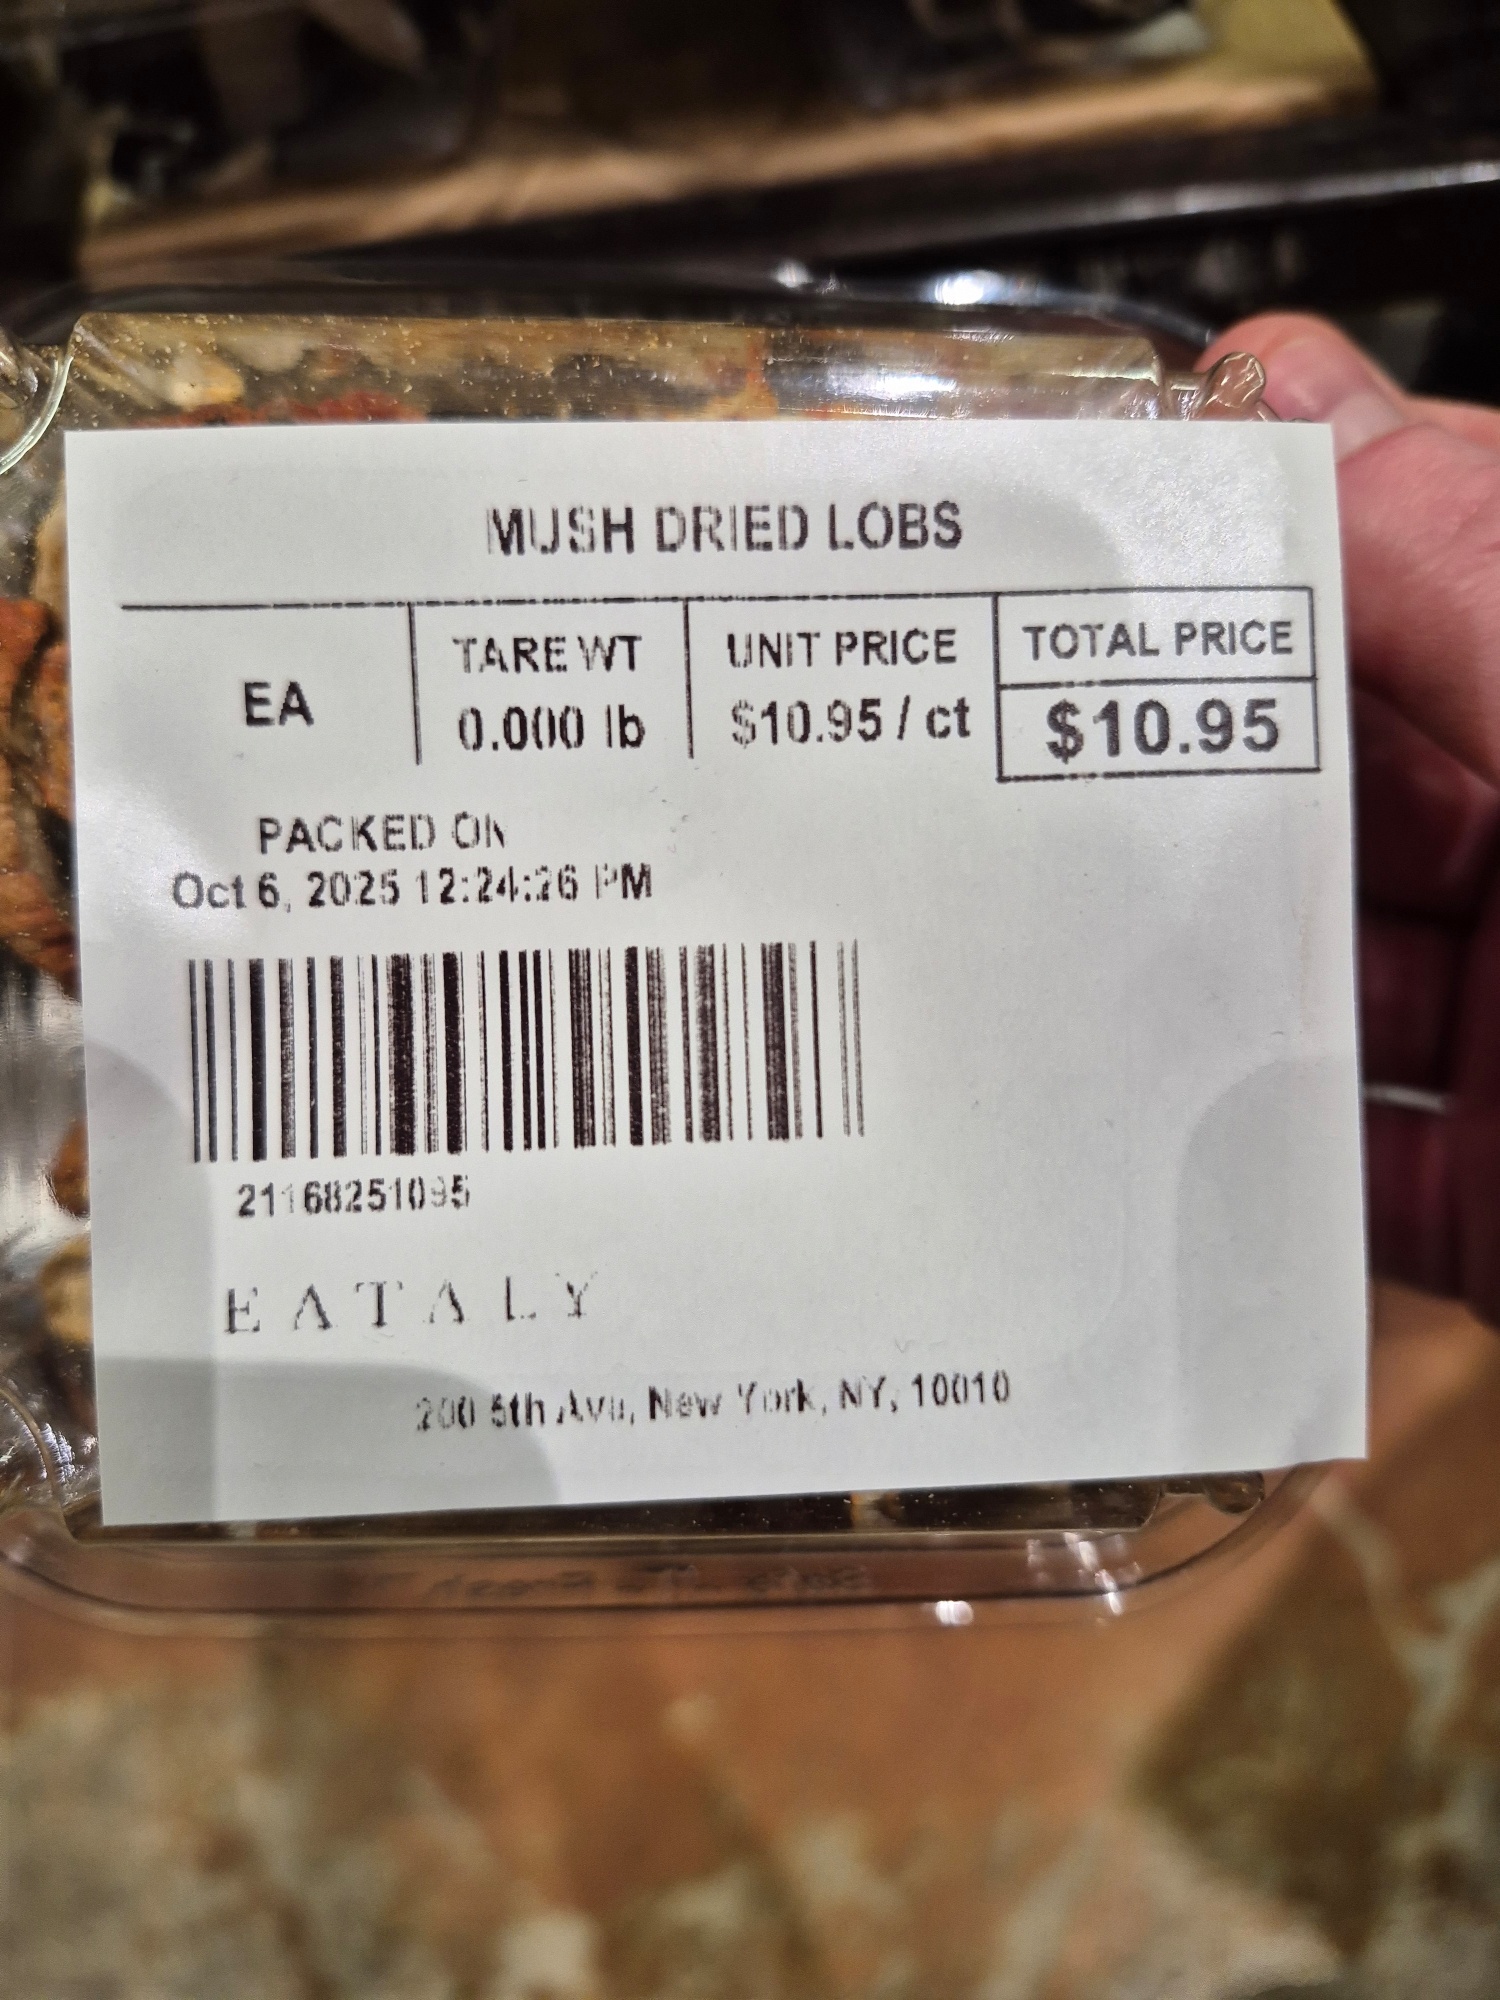 MUSH DRIED LOBS
EA
TARE WT
0.000 lb
UNIT PRICE
$10.95 / ct
TOTAL PRICE
$10.95
PACKED ON
Oct 6, 2025 12:24:26 PM
21168251095
EATALY
200 5th Ave, New York, NY, 10010